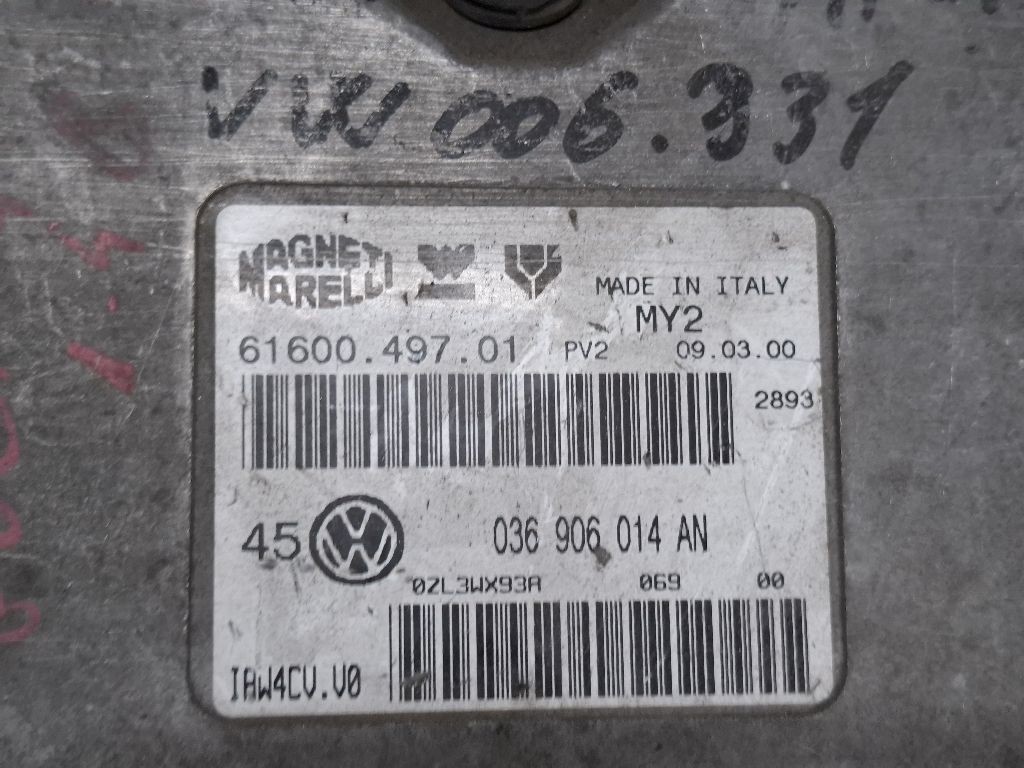 VW 006.331
MAGNETI MARELLI
MADE IN ITALY
MY2
61600.497.01 PV2 09.03.00
2893
45 VW 036 906 014 AN
0ZL3WX93A 069 00
IAW4CV.V0